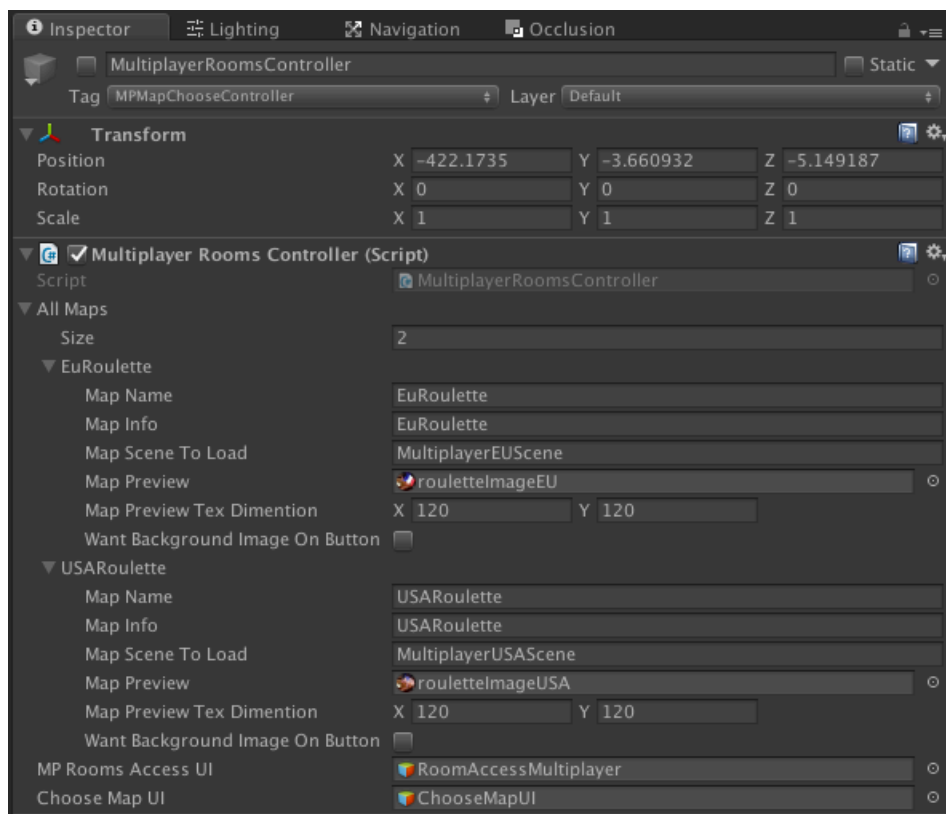 Inspector Lighting Navigation Occlusion
MultiplayerRoomsController Static
Tag MPMapChooseController Layer Default
Transform
Position X -422.1735 Y -3.660932 Z -5.149187
Rotation X 0 Y 0 Z 0
Scale X 1 Y 1 Z 1
Multiplayer Rooms Controller (Script)
Script MultiplayerRoomsController
All Maps
Size 2
EuRoulette
Map Name EuRoulette
Map Info EuRoulette
Map Scene To Load MultiplayerEUScene
Map Preview rouletteImageEU
Map Preview Tex Dimention X 120 Y 120
Want Background Image On Button
USARoulette
Map Name USARoulette
Map Info USARoulette
Map Scene To Load MultiplayerUSAScene
Map Preview rouletteImageUSA
Map Preview Tex Dimention X 120 Y 120
Want Background Image On Button
MP Rooms Access UI RoomAccessMultiplayer
Choose Map UI ChooseMapUI